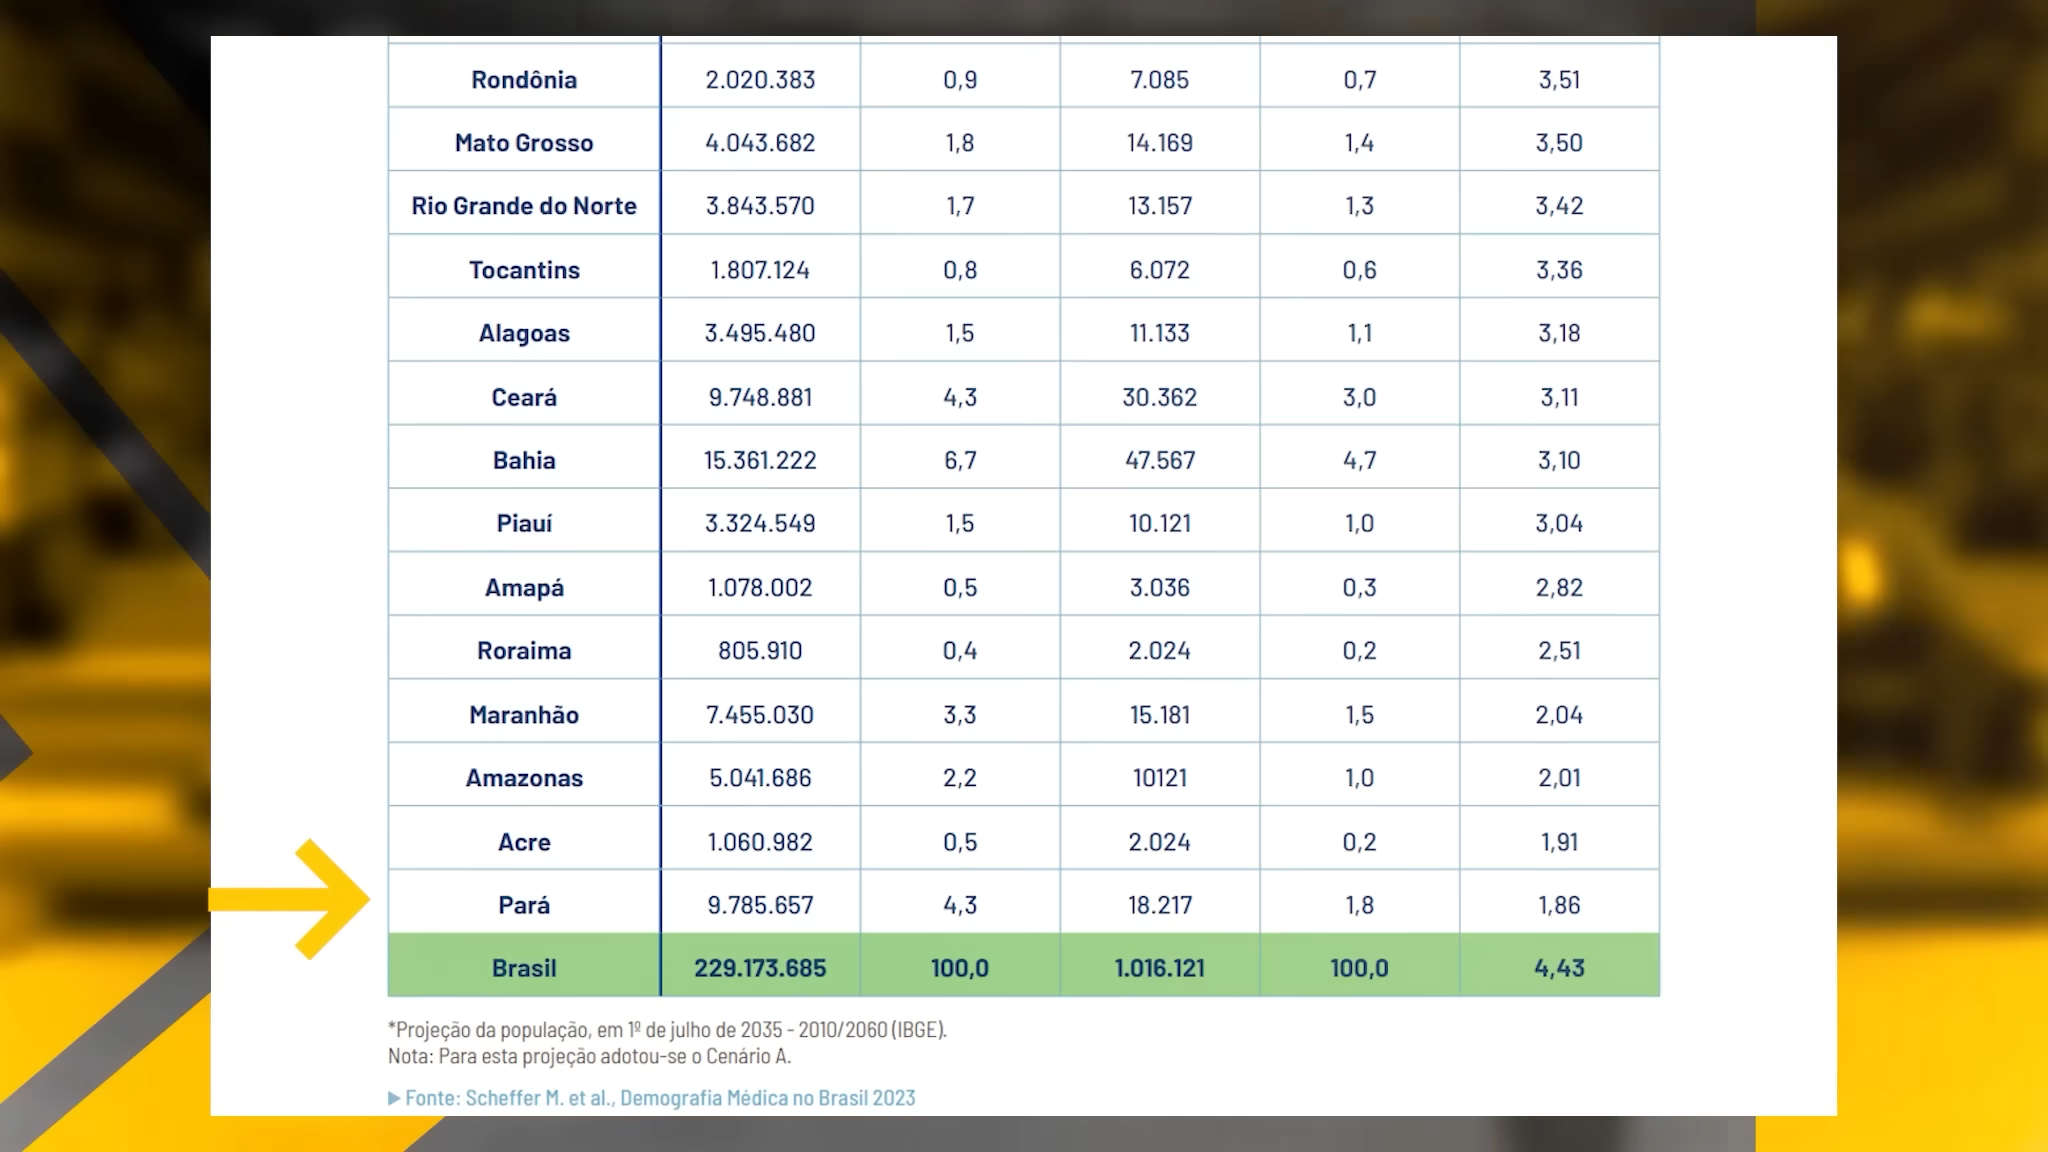 Rondônia 2.020.383 0,9 7.085 0,7 3,51
Mato Grosso 4.043.682 1,8 14.169 1,4 3,50
Rio Grande do Norte 3.843.570 1,7 13.157 1,3 3,42
Tocantins 1.807.124 0,8 6.072 0,6 3,36
Alagoas 3.495.480 1,5 11.133 1,1 3,18
Ceará 9.748.881 4,3 30.362 3,0 3,11
Bahia 15.361.222 6,7 47.567 4,7 3,10
Piauí 3.324.549 1,5 10.121 1,0 3,04
Amapá 1.078.002 0,5 3.036 0,3 2,82
Roraima 805.910 0,4 2.024 0,2 2,51
Maranhão 7.455.030 3,3 15.181 1,5 2,04
Amazonas 5.041.686 2,2 10121 1,0 2,01
Acre 1.060.982 0,5 2.024 0,2 1,91
Pará 9.785.657 4,3 18.217 1,8 1,86
Brasil 229.173.685 100,0 1.016.121 100,0 4,43
*Projeção da população, em 1º de julho de 2035 - 2010/2060 (IBGE).
Nota: Para esta projeção adotou-se o Cenário A.
▶ Fonte: Scheffer M. et al., Demografia Médica no Brasil 2023